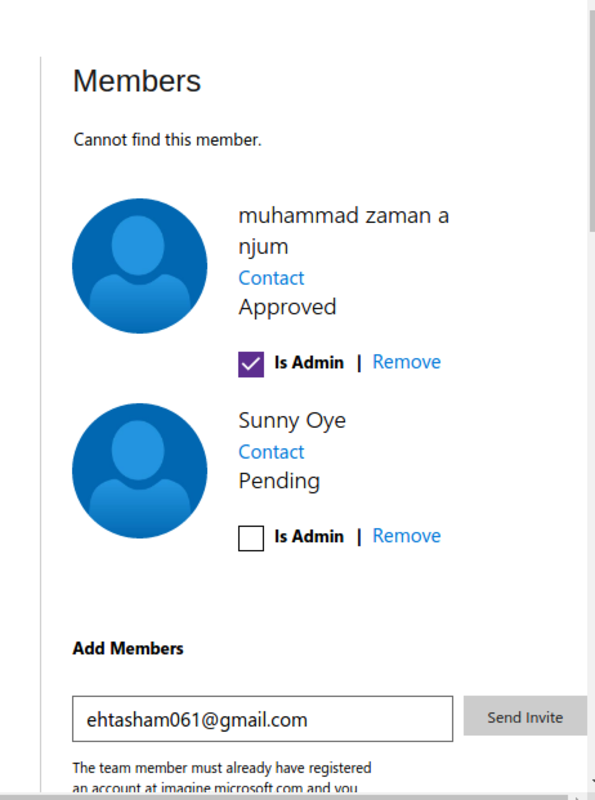 Members
Cannot find this member.
muhammad zaman a
njum
Contact
Approved
Is Admin | Remove
Sunny Oye
Contact
Pending
Is Admin | Remove
Add Members
ehtasham061@gmail.com Send Invite
The team member must already have registered
an account at imagine.microsoft.com and you